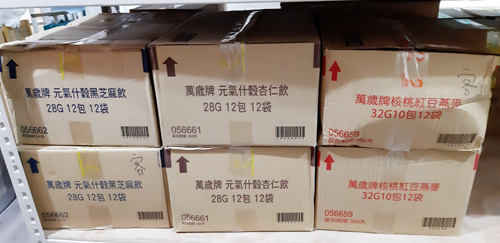 萬歲牌 元氣什穀黑芝麻飲
28G 12包 12袋
056662
萬歲牌 元氣什穀杏仁飲
28G 12包 12袋
056661
萬歲牌核桃紅豆燕麥
32G10包12袋
056659
客
萬歲牌 元氣什穀黑芝麻飲
28G 12包 12袋
056662
客
萬歲牌 元氣什穀杏仁飲
28G 12包 12袋
056661
萬歲牌核桃紅豆燕麥
32G10包12袋
056659